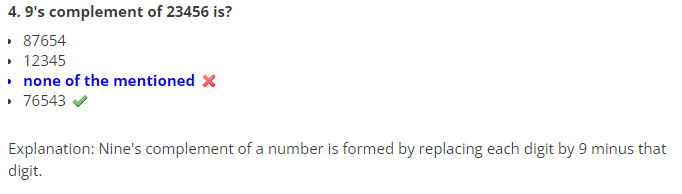 4. 9's complement of 23456 is?
87654
12345
none of the mentioned
76543
Explanation: Nine's complement of a number is formed by replacing each digit by 9 minus that
digit.